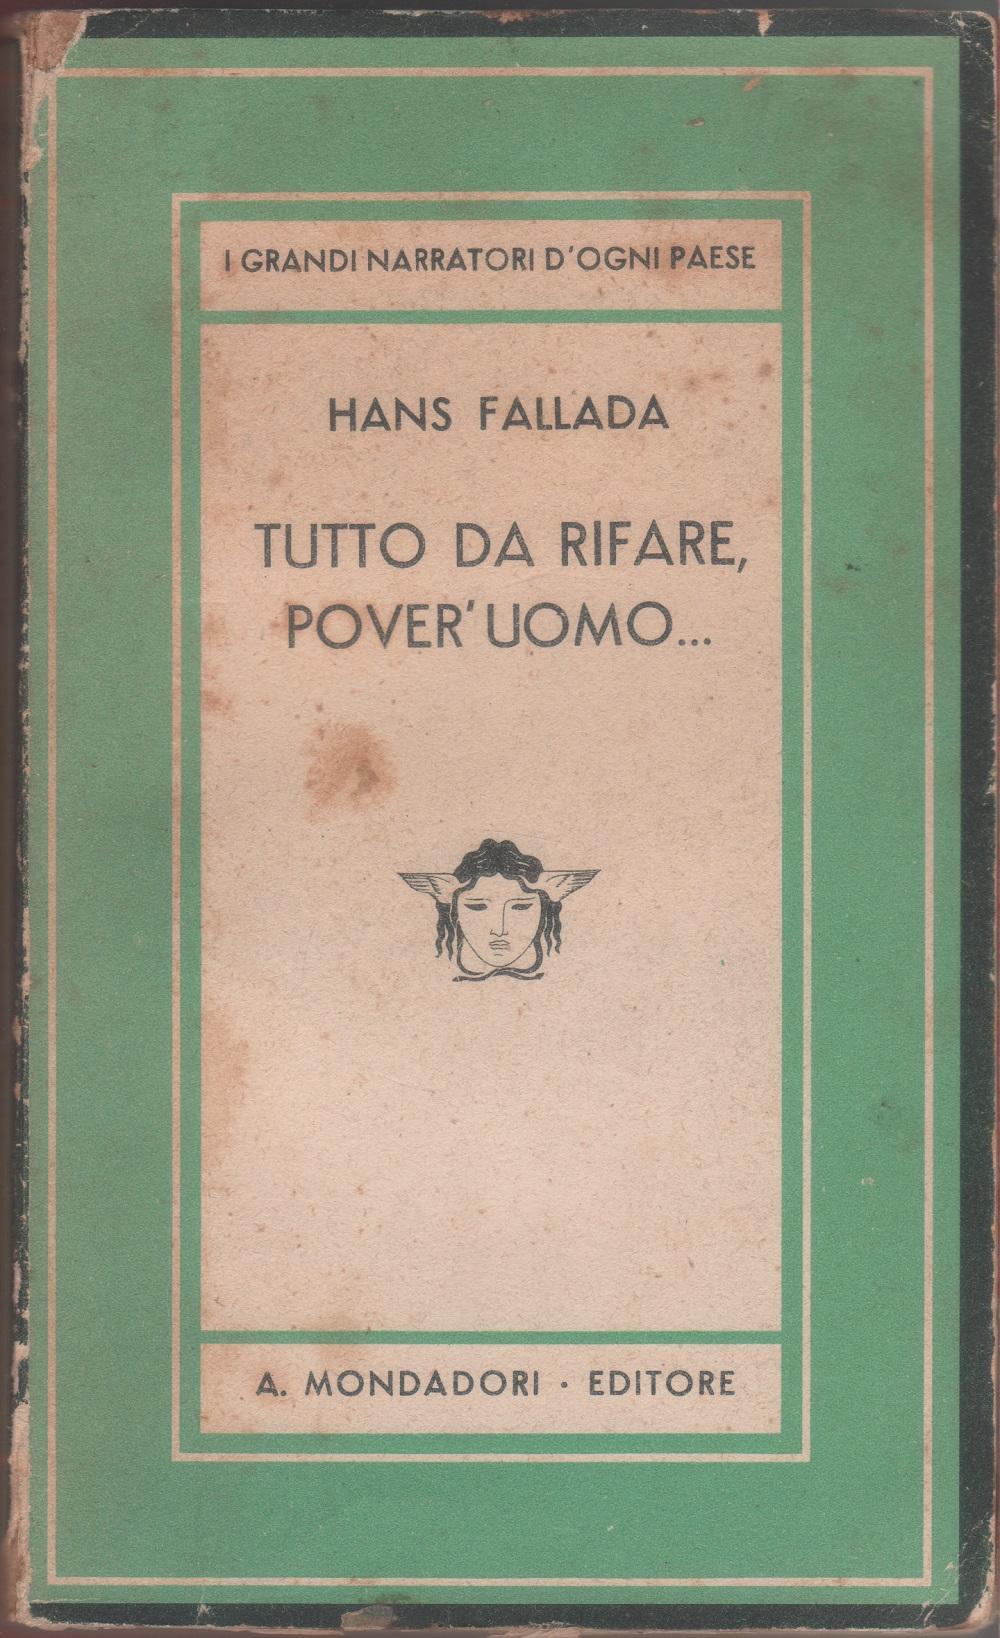 I GRANDI NARRATORI D'OGNI PAESE
HANS FALLADA
TUTTO DA RIFARE,
POVER'UOMO...
A. MONDADORI · EDITORE